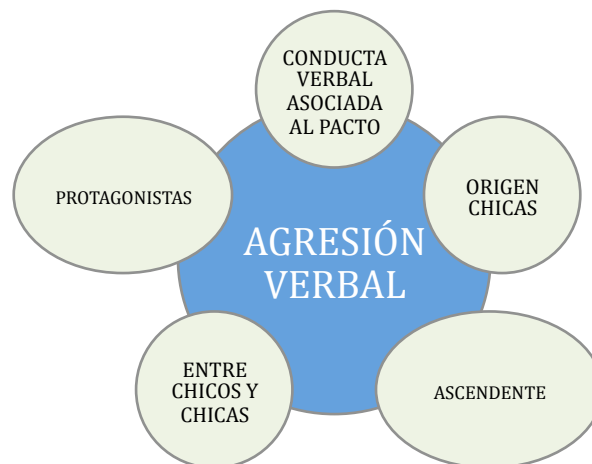 CONDUCTA
VERBAL
ASOCIADA
AL PACTO
PROTAGONISTAS
ORIGEN
CHICAS
AGRESIÓN
VERBAL
ENTRE
CHICOS Y
CHICAS
ASCENDENTE